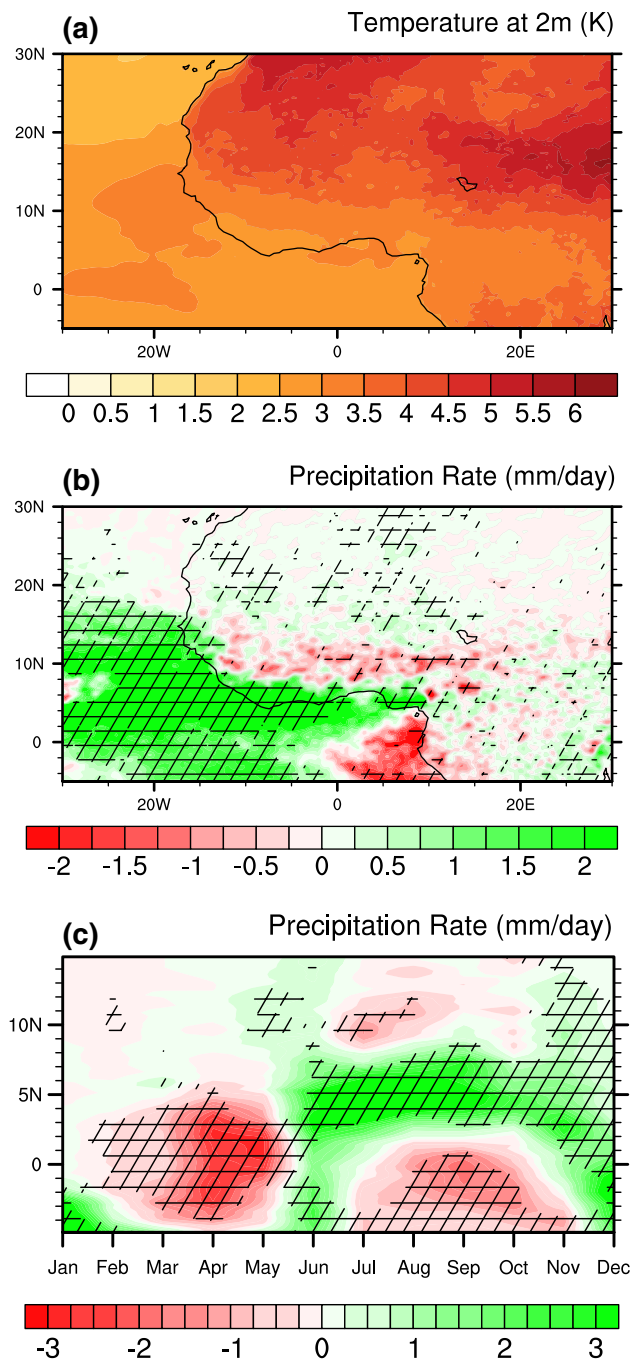 (a) Temperature at 2m (K)
30N
20N
10N
0
20W 0 20E
0 0.5 1 1.5 2 2.5 3 3.5 4 4.5 5 5.5 6
(b) Precipitation Rate (mm/day)
30N
20N
10N
0
20W 0 20E
-2 -1.5 -1 -0.5 0 0.5 1 1.5 2
(c) Precipitation Rate (mm/day)
10N
5N
0
Jan Feb Mar Apr May Jun Jul Aug Sep Oct Nov Dec
-3 -2 -1 0 1 2 3